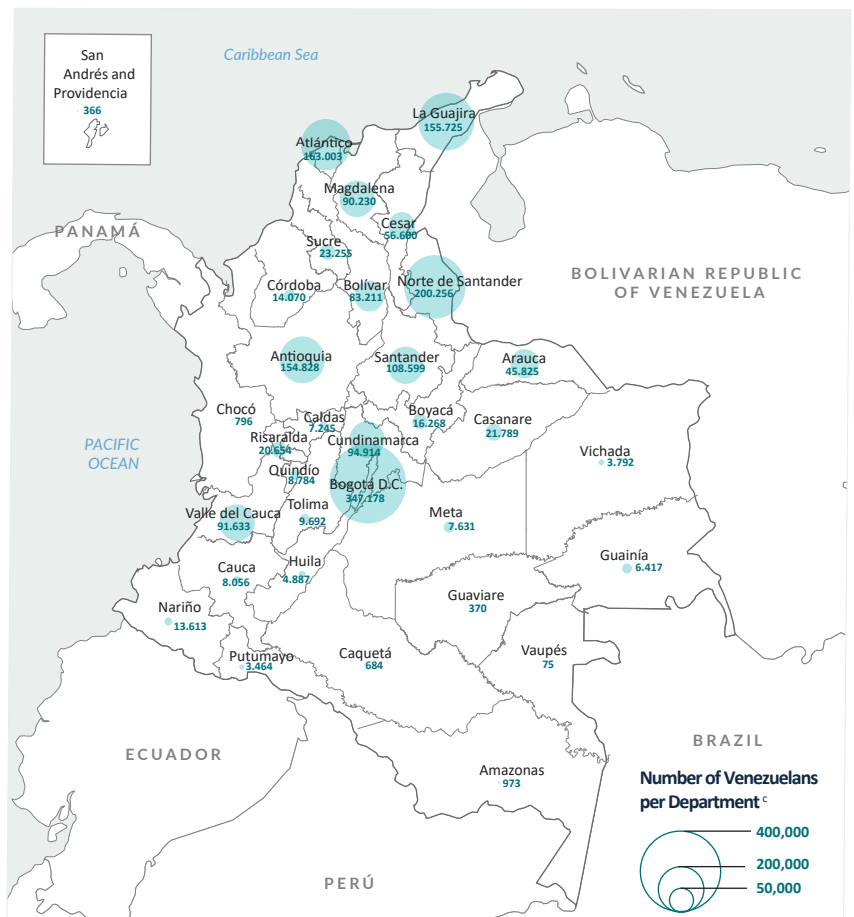 San
Andrés and
Providencia
366
Caribbean Sea
La Guajira
155.725
Atlántico
163.003
Magdalena
90.230
Cesar
56.600
PANAMÁ
Sucre
23.255
BOLIVARIAN REPUBLIC
OF VENEZUELA
Córdoba
14.070
Bolívar
83.211
Norte de Santander
200.256
Antioquia
154.828
Santander
108.599
Arauca
45.825
Chocó
796
Caldas
7.245
Boyacá
16.268
Casanare
21.789
PACIFIC
OCEAN
Risaralda
20.654
Cundinamarca
94.914
Vichada
3.792
Quindío
8.784
Bogotá D.C.
347.178
Valle del Cauca
91.633
Tolima
9.692
Meta
7.631
Cauca
8.056
Huila
4.887
Guainía
6.417
Nariño
13.613
Guaviare
370
Putumayo
3.464
Caquetá
684
Vaupés
75
ECUADOR
BRAZIL
Amazonas
973
Number of Venezuelans
per Department c
400,000
200,000
50,000
PERÚ